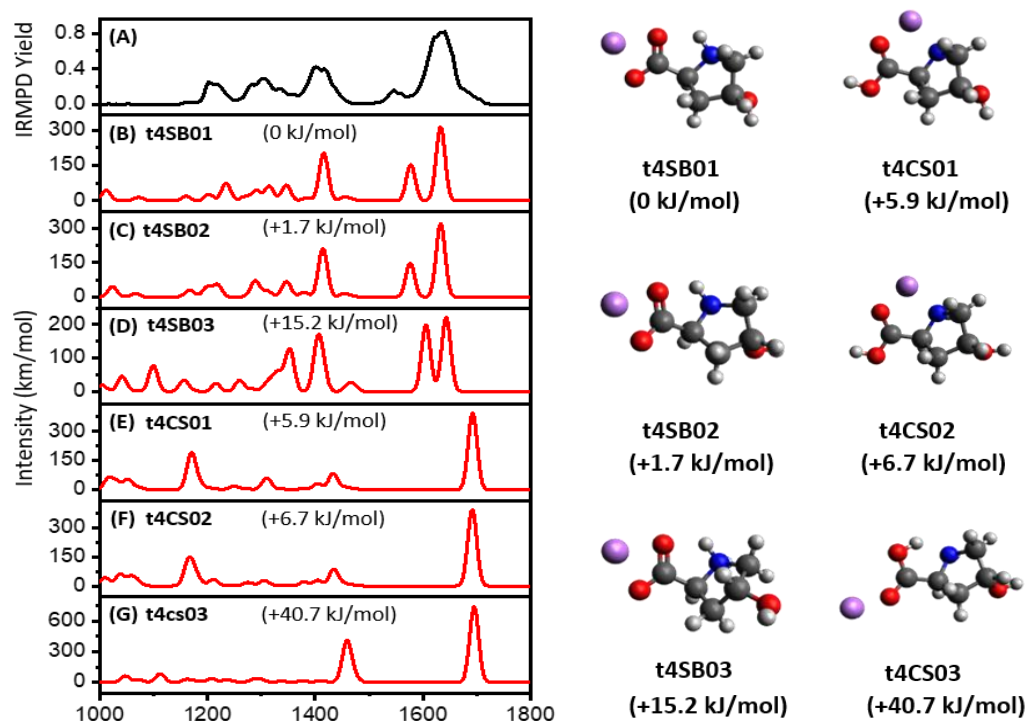 IRMPD Yield
Intensity (km/mol)
(A)
0.8
0.4
0.0
(B) t4SB01 (0 kJ/mol)
300
150
0
(C) t4SB02 (+1.7 kJ/mol)
300
150
0
(D) t4SB03 (+15.2 kJ/mol)
200
100
0
(E) t4CS01 (+5.9 kJ/mol)
300
150
0
(F) t4CS02 (+6.7 kJ/mol)
300
150
0
(G) t4cs03 (+40.7 kJ/mol)
600
300
0
1000 1200 1400 1600 1800
t4SB01
(0 kJ/mol)
t4CS01
(+5.9 kJ/mol)
t4SB02
(+1.7 kJ/mol)
t4CS02
(+6.7 kJ/mol)
t4SB03
(+15.2 kJ/mol)
t4CS03
(+40.7 kJ/mol)